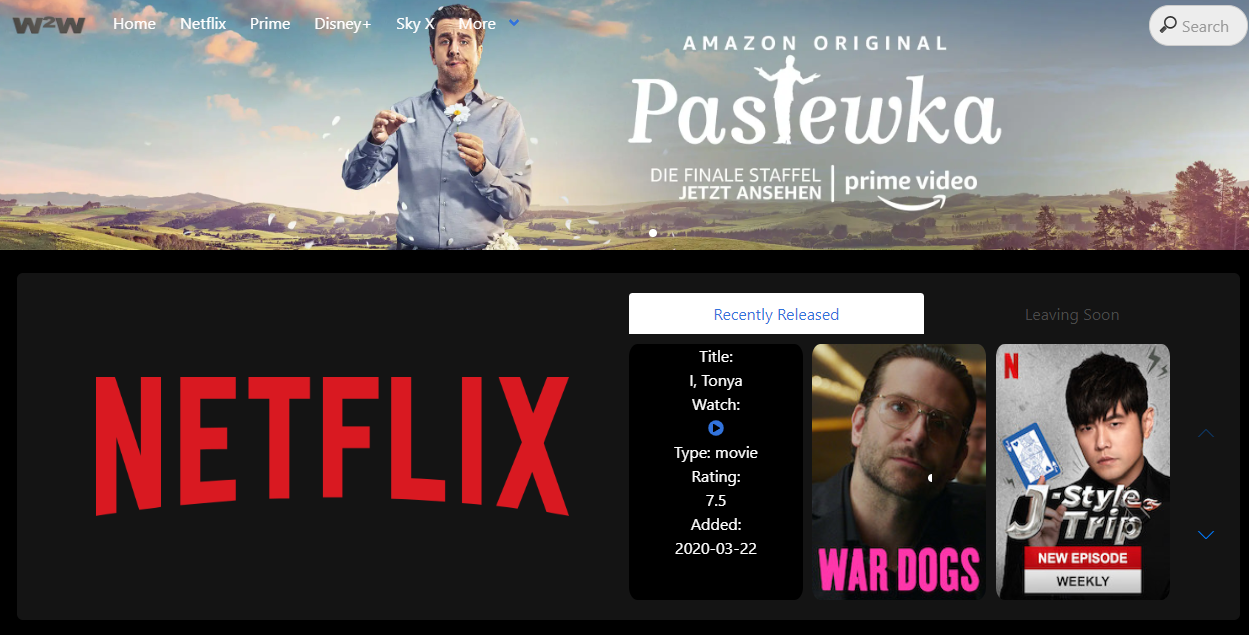 W2W Home Netflix Prime Disney+ Sky X More Search
AMAZON ORIGINAL
Pastewka
DIE FINALE STAFFEL
JETZT ANSEHEN
prime video
NETFLIX
Recently Released
Leaving Soon
Title:
I, Tonya
Watch:
Type: movie
Rating:
7.5
Added:
2020-03-22
WAR DOGS
N
J-Style
Trip
NEW EPISODE
WEEKLY